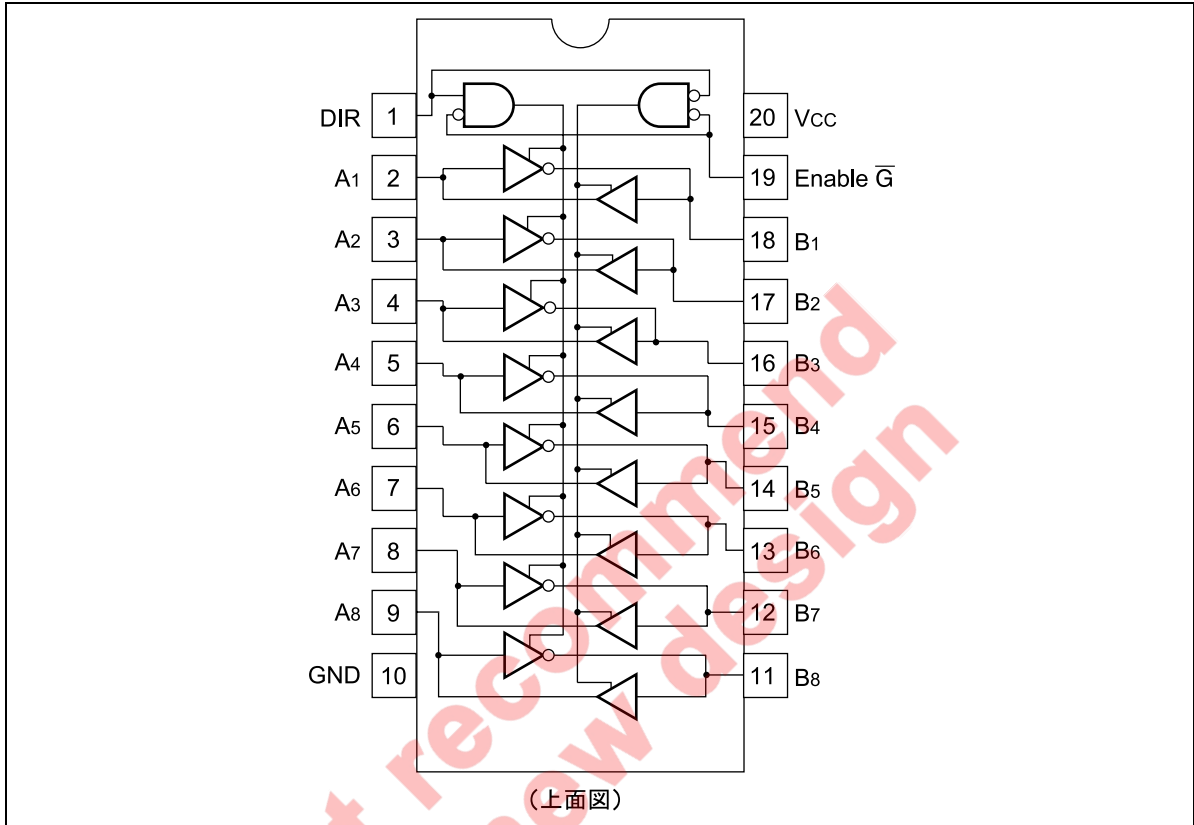 DIR 1
20 VCC
A1 2
19 Enable G̅
A2 3
18 B1
A3 4
17 B2
A4 5
16 B3
A5 6
15 B4
A6 7
14 B5
A7 8
13 B6
A8 9
12 B7
GND 10
11 B8
(上面図)
recommend
design